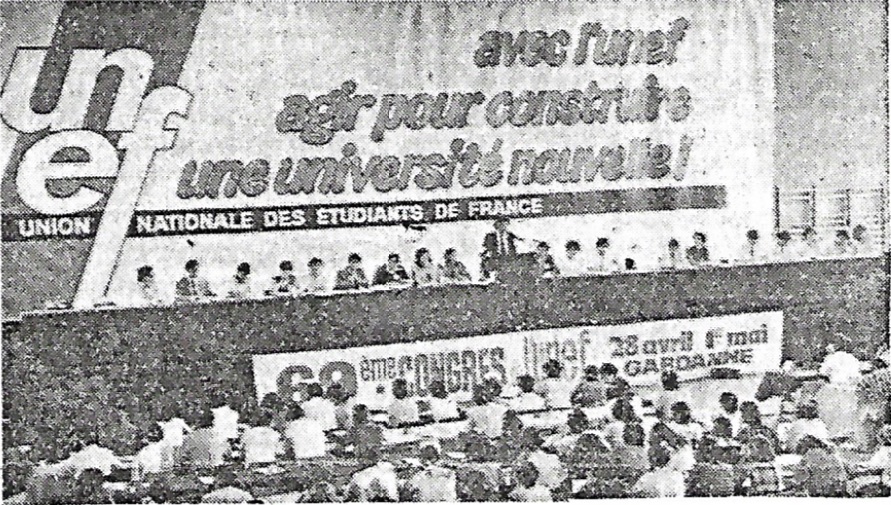 unef
avec l'unef
agir pour construire
une université nouvelle !
UNION NATIONALE DES ETUDIANTS DE FRANCE
69ème CONGRES unef 28 avril 1er mai
GARDANNE